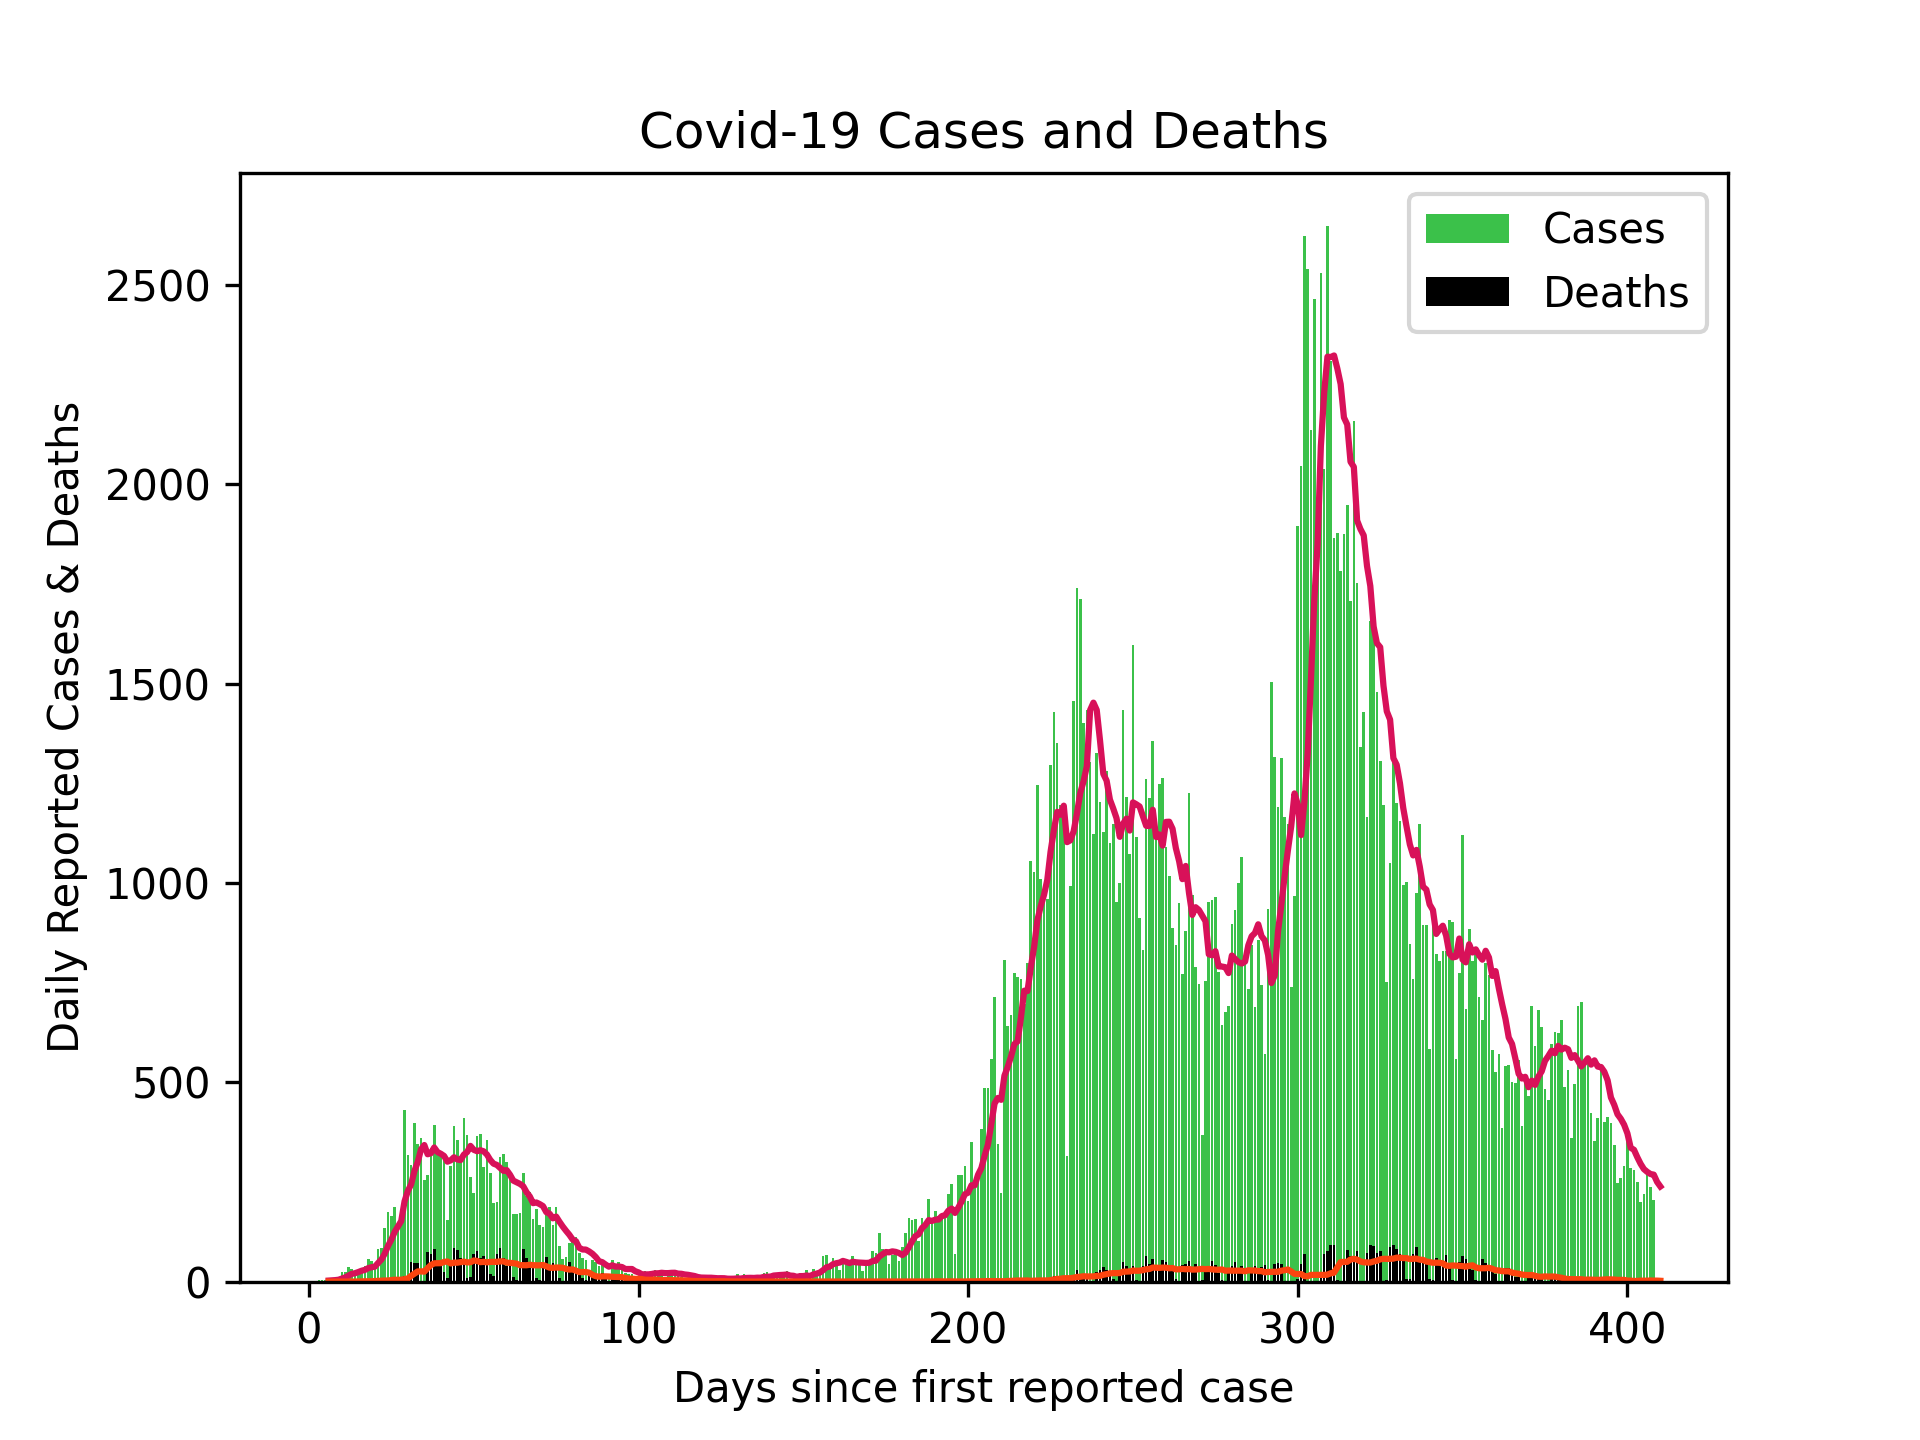 Covid-19 Cases and Deaths
Cases
Deaths
Daily Reported Cases & Deaths
2500
2000
1500
1000
500
0
0 100 200 300 400
Days since first reported case